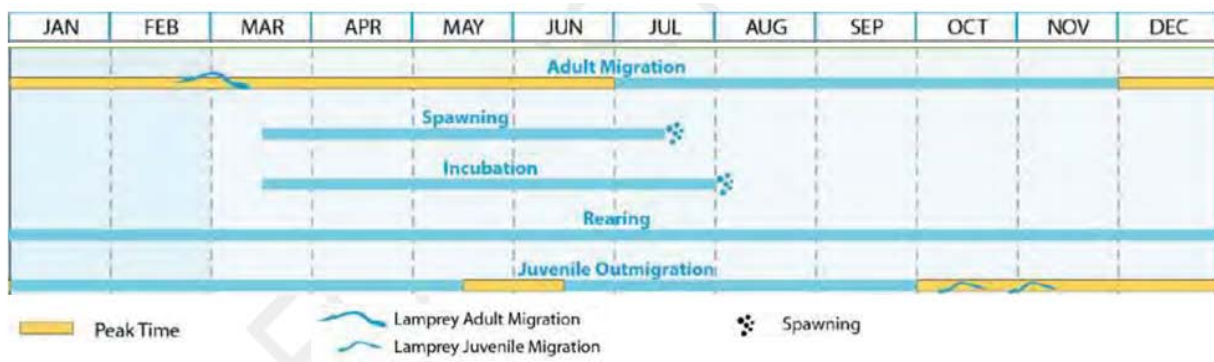 JAN FEB MAR APR MAY JUN JUL AUG SEP OCT NOV DEC
Adult Migration
Spawning
Incubation
Rearing
Juvenile Outmigration
Peak Time Lamprey Adult Migration Spawning
Lamprey Juvenile Migration